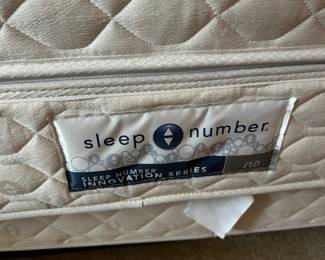 sleep number.
SLEEP NUMBER
INNOVATION SERIES i10